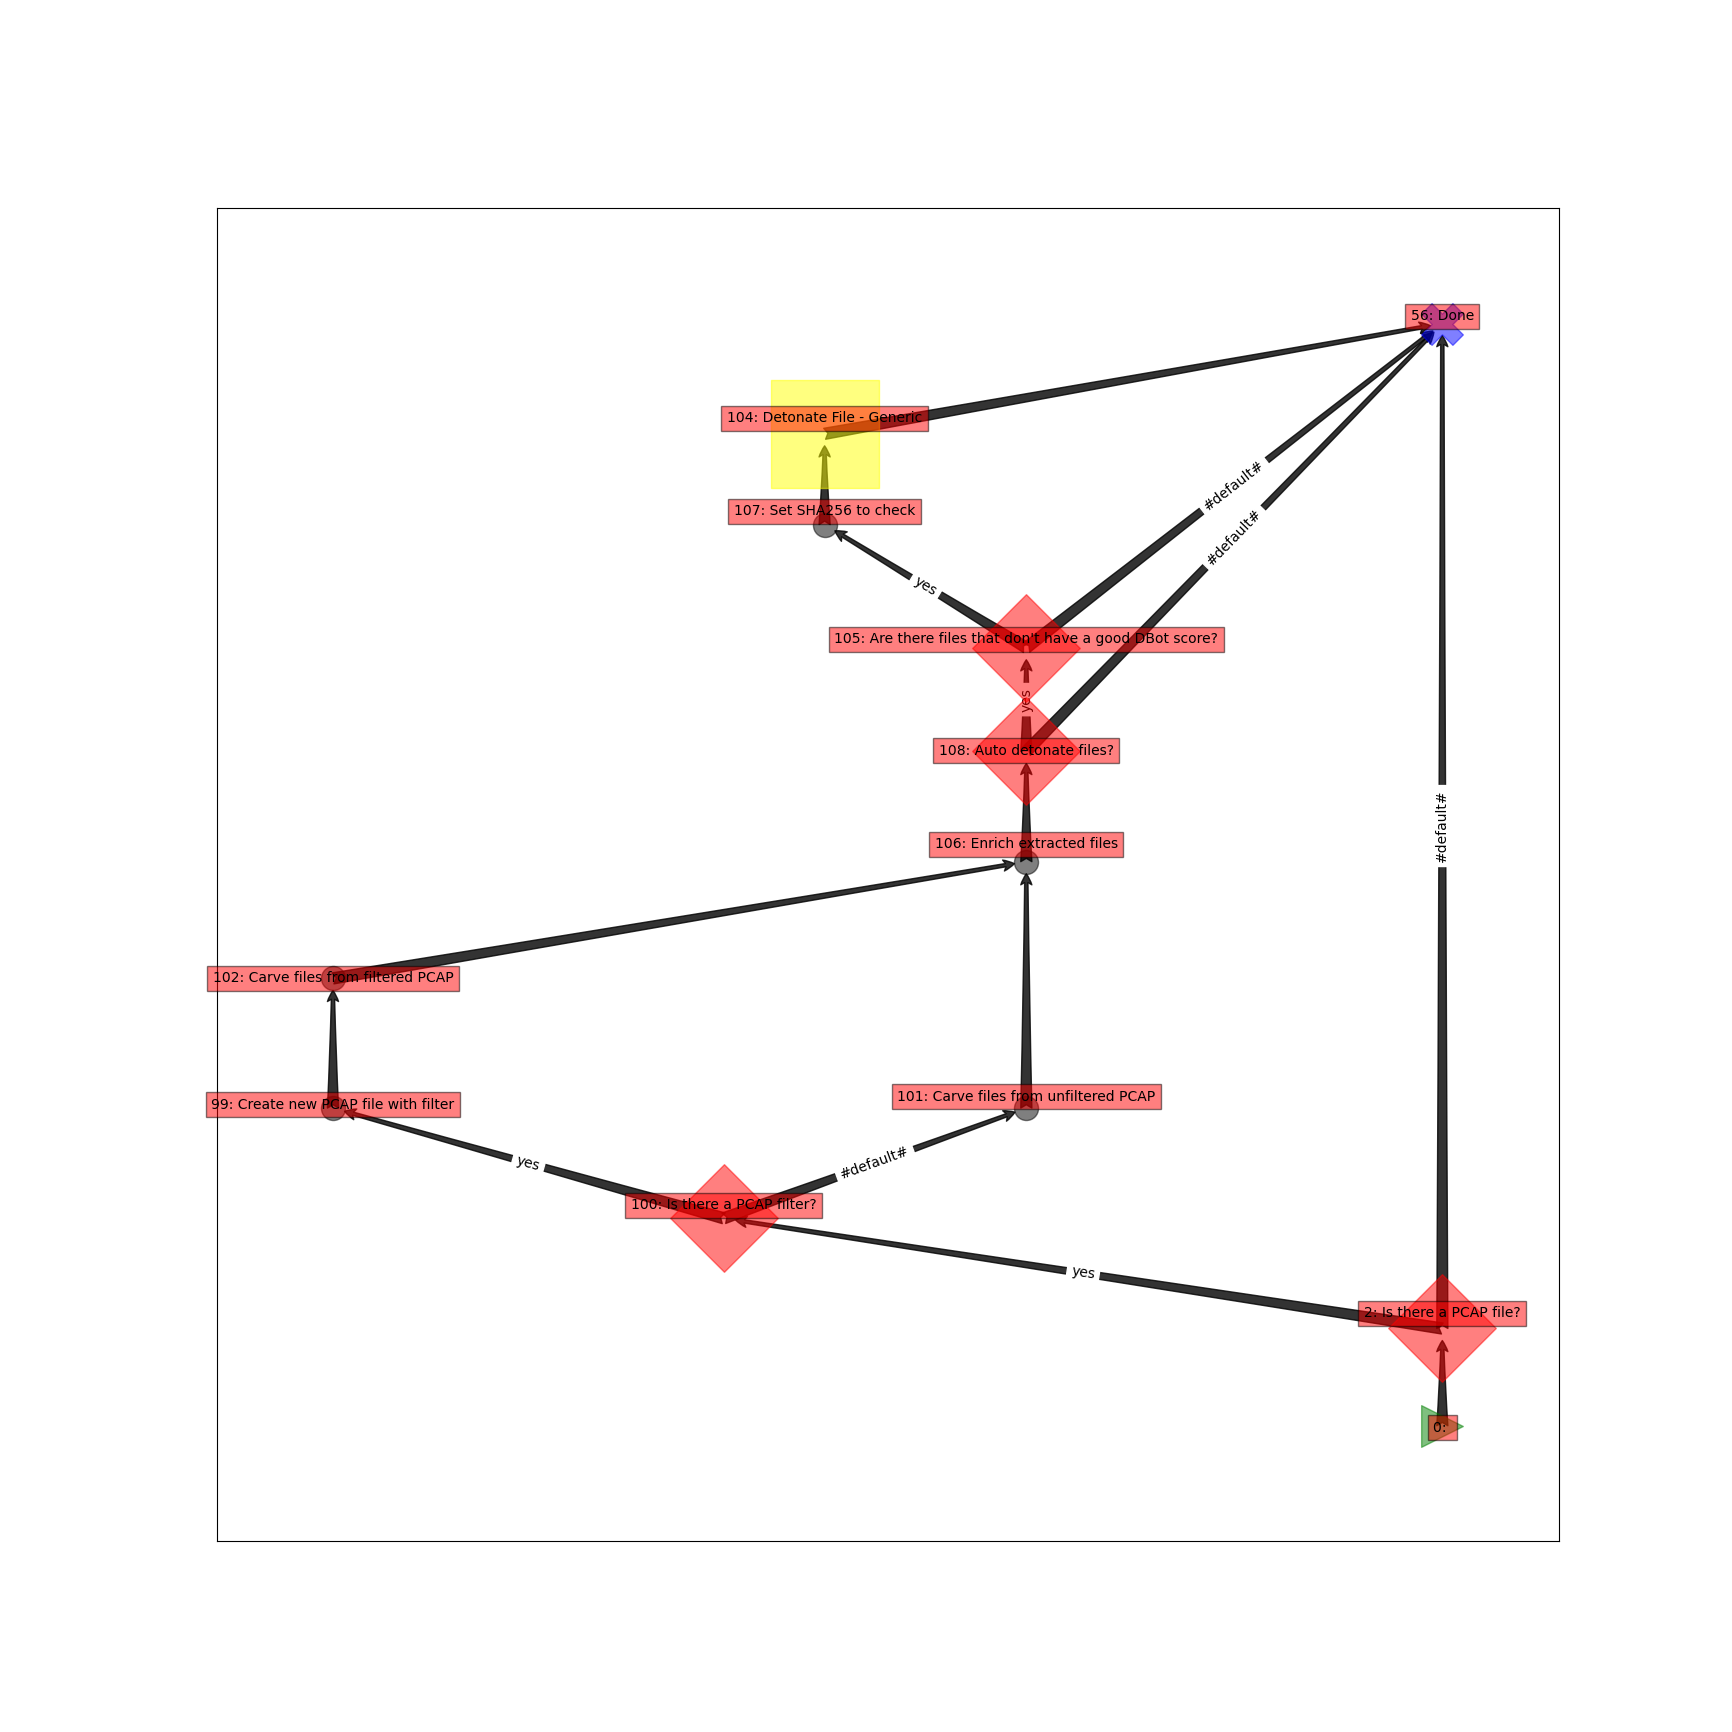 56: Done
104: Detonate File - Generic
#default#
107: Set SHA256 to check
#default#
yes
105: Are there files that don't have a good DBot score?
yes
108: Auto detonate files?
#default#
106: Enrich extracted files
102: Carve files from filtered PCAP
101: Carve files from unfiltered PCAP
99: Create new PCAP file with filter
yes
#default#
100: Is there a PCAP filter?
yes
2: Is there a PCAP file?
0: